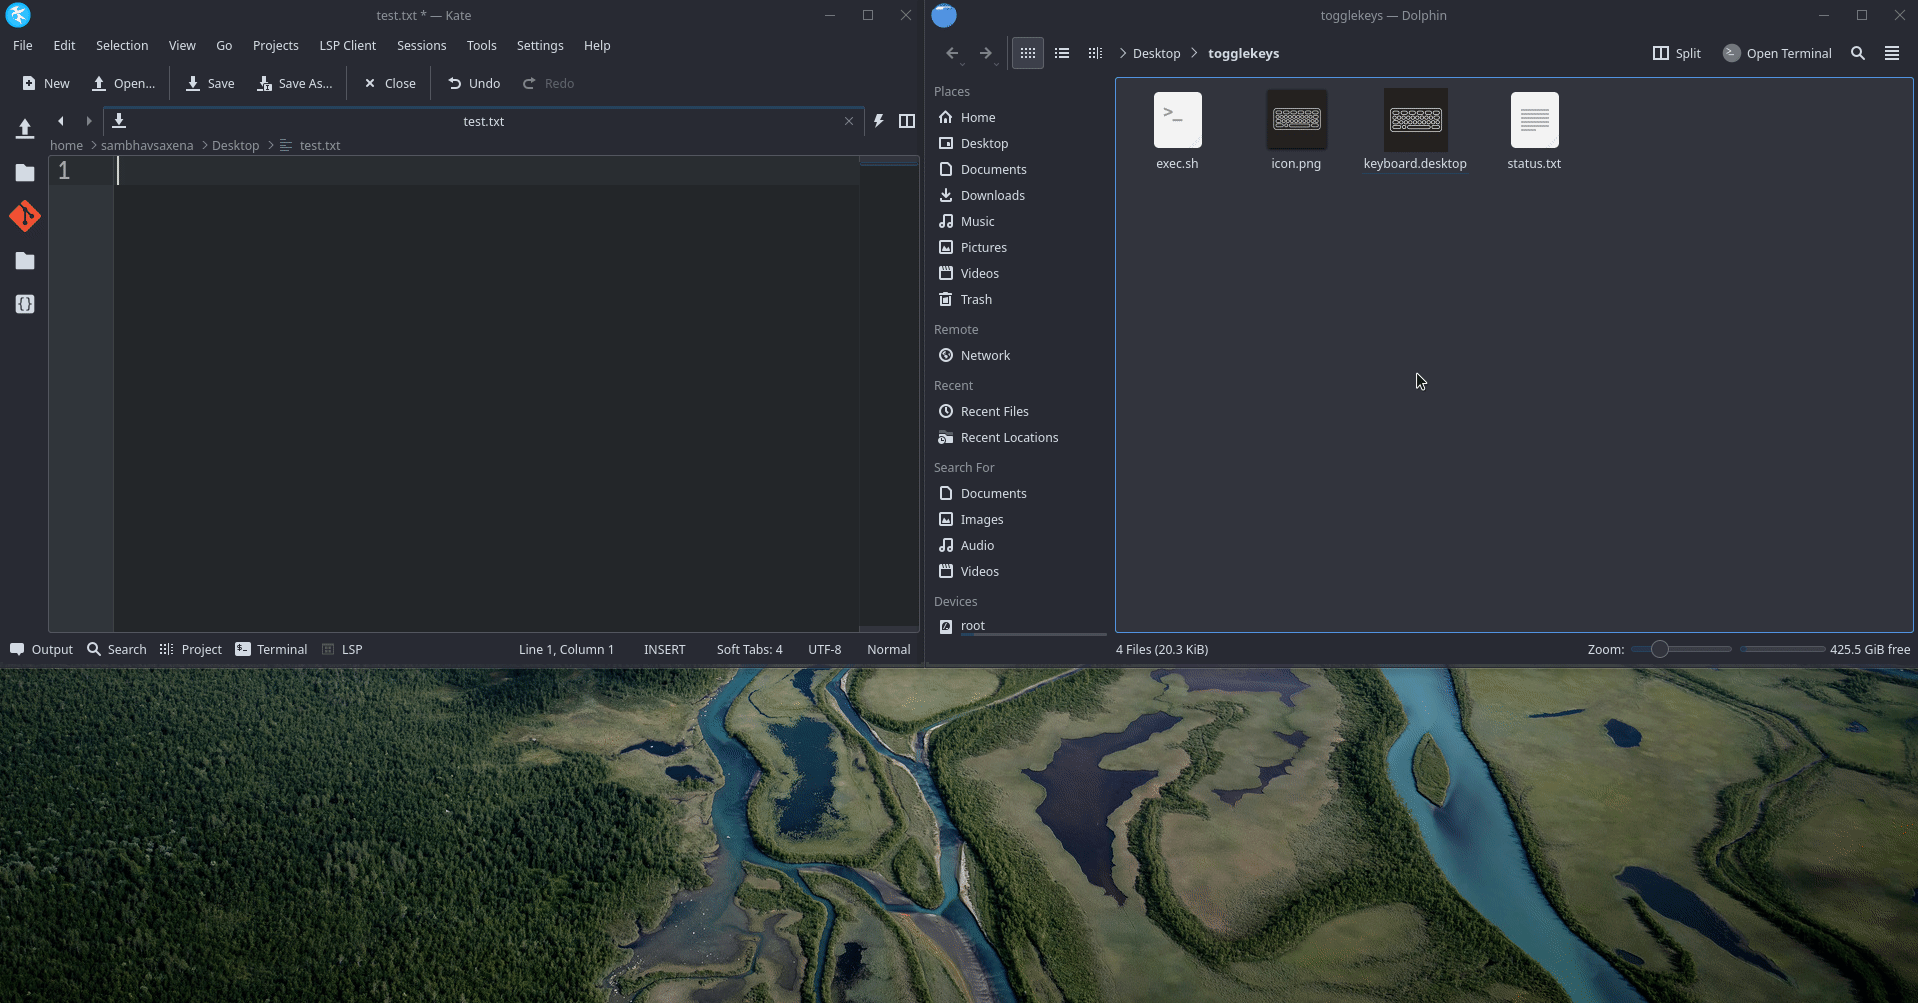 test.txt * — Kate
File Edit Selection View Go Projects LSP Client Sessions Tools Settings Help
New Open... Save Save As... Close Undo Redo
test.txt
home sambhavsaxena Desktop test.txt
1
Output Search Project Terminal LSP Line 1, Column 1 INSERT Soft Tabs: 4 UTF-8 Normal
togglekeys — Dolphin
Desktop togglekeys Split Open Terminal
Places
Home
Desktop
Documents
Downloads
Music
Pictures
Videos
Trash
Remote
Network
Recent
Recent Files
Recent Locations
Search For
Documents
Images
Audio
Videos
Devices
root
exec.sh icon.png keyboard.desktop status.txt
4 Files (20.3 KiB) Zoom: 425.5 GiB free